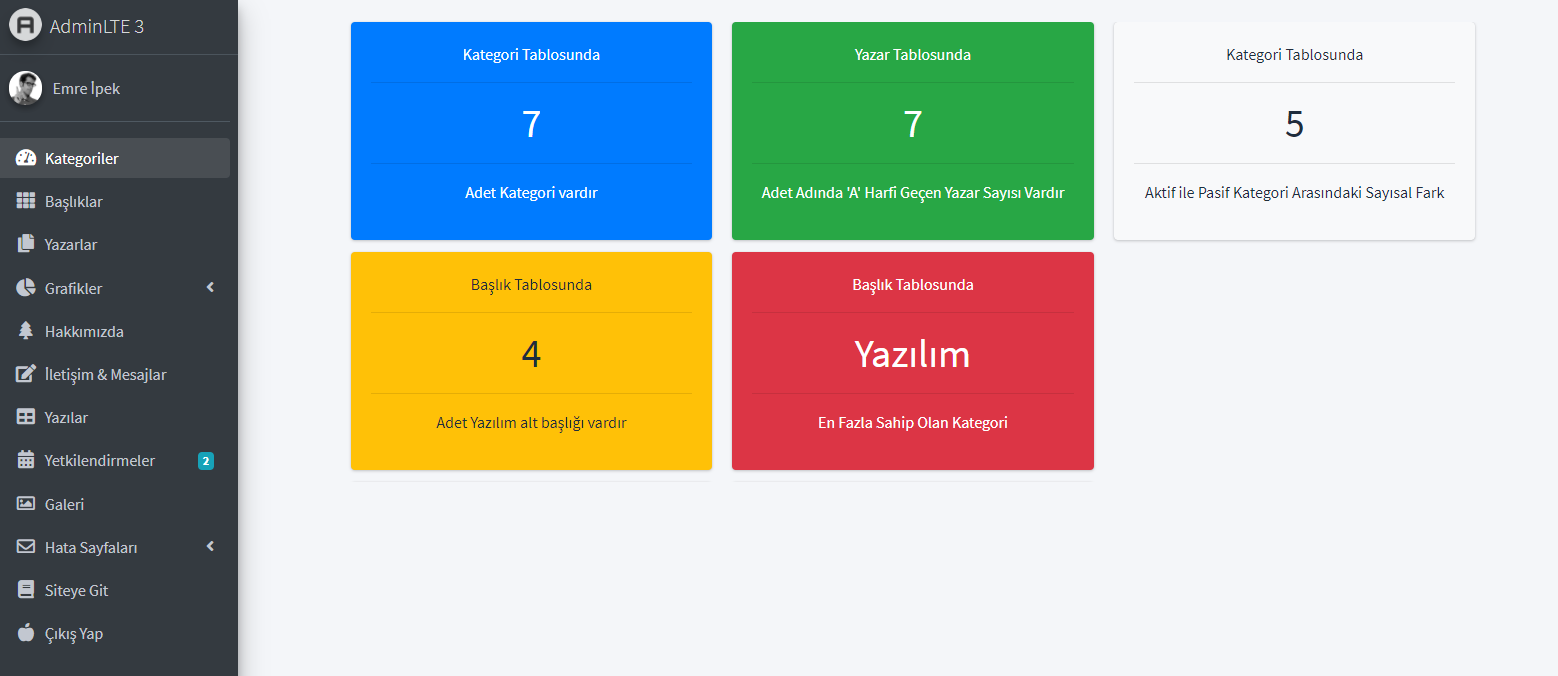 AdminLTE 3
Emre İpek
Kategoriler
Başlıklar
Yazarlar
Grafikler
Hakkımızda
İletişim & Mesajlar
Yazılar
Yetkilendirmeler 2
Galeri
Hata Sayfaları
Siteye Git
Çıkış Yap
Kategori Tablosunda
7
Adet Kategori vardır
Yazar Tablosunda
7
Adet Adında 'A' Harfi Geçen Yazar Sayısı Vardır
Kategori Tablosunda
5
Aktif ile Pasif Kategori Arasındaki Sayısal Fark
Başlık Tablosunda
4
Adet Yazılım alt başlığı vardır
Başlık Tablosunda
Yazılım
En Fazla Sahip Olan Kategori